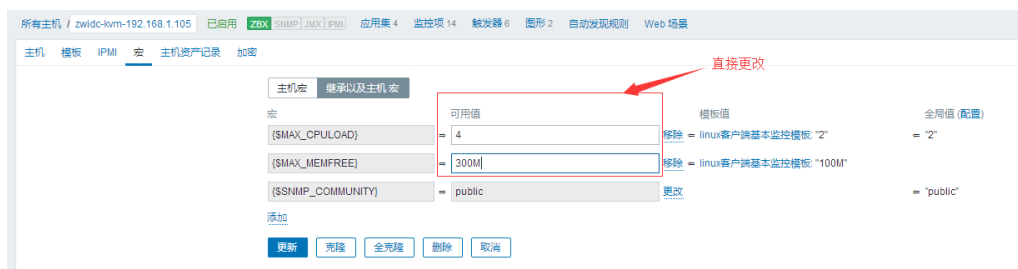 所有主机 / zwidc-kvm-192.168.1.105 已启用 ZBX SNMP JMX IPMI 应用集 4 监控项 14 触发器 6 图形 2 自动发现规则 Web 场景
主机 模板 IPMI 宏 主机资产记录 加密
直接更改
主机宏 继承以及主机 宏
宏 可用值 模板值 全局值 (配置)
{$MAX_CPULOAD} ⇒ 4 移除 ⇐ linux客户端基本监控模板: "2" ⇐ "2"
{$MAX_MEMFREE} ⇒ 300M 移除 ⇐ linux客户端基本监控模板: "100M"
{$SNMP_COMMUNITY} ⇒ public 更改 ⇐ "public"
添加
更新 克隆 全克隆 删除 取消